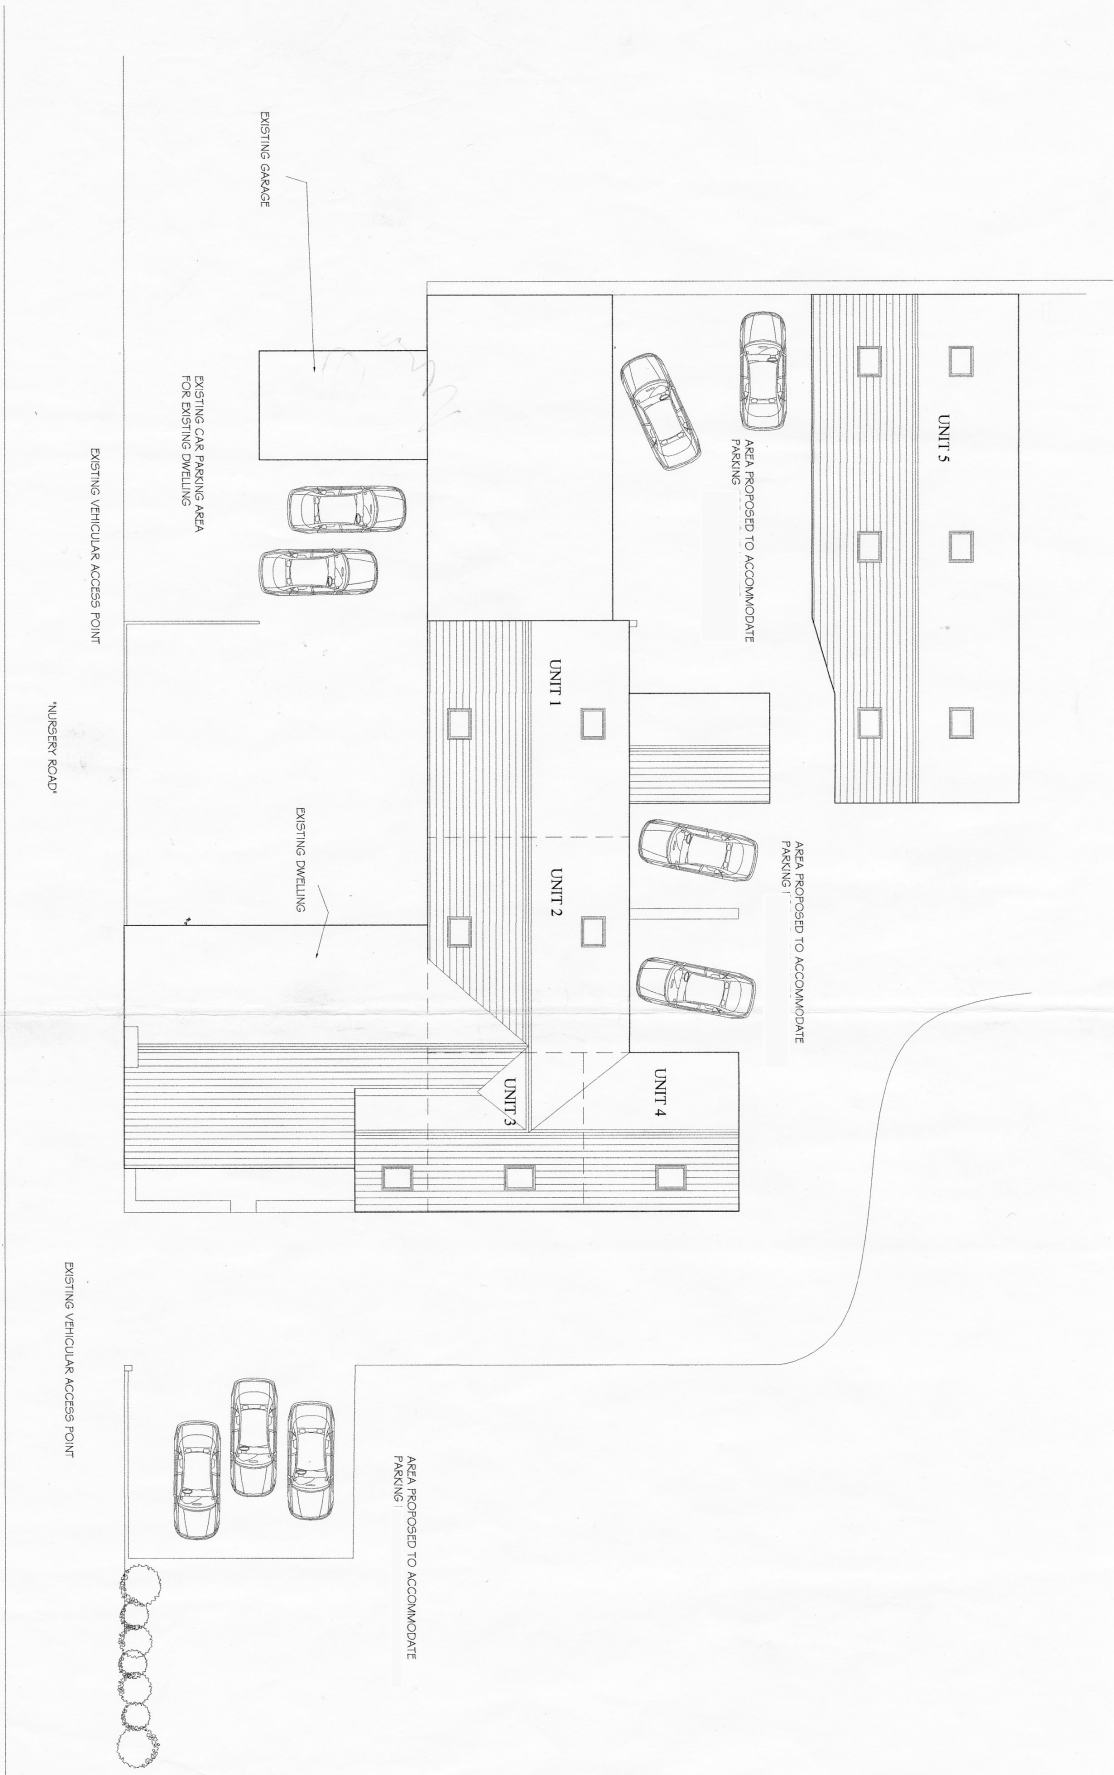 UNIT 5
AREA PROPOSED TO ACCOMMODATE
PARKING
AREA PROPOSED TO ACCOMMODATE
PARKING
UNIT 1
UNIT 2
UNIT 3
UNIT 4
EXISTING GARAGE
EXISTING CAR PARKING AREA
FOR EXISTING DWELLING
EXISTING DWELLING
AREA PROPOSED TO ACCOMMODATE
PARKING
EXISTING VEHICULAR ACCESS POINT
"NURSERY ROAD"
EXISTING VEHICULAR ACCESS POINT